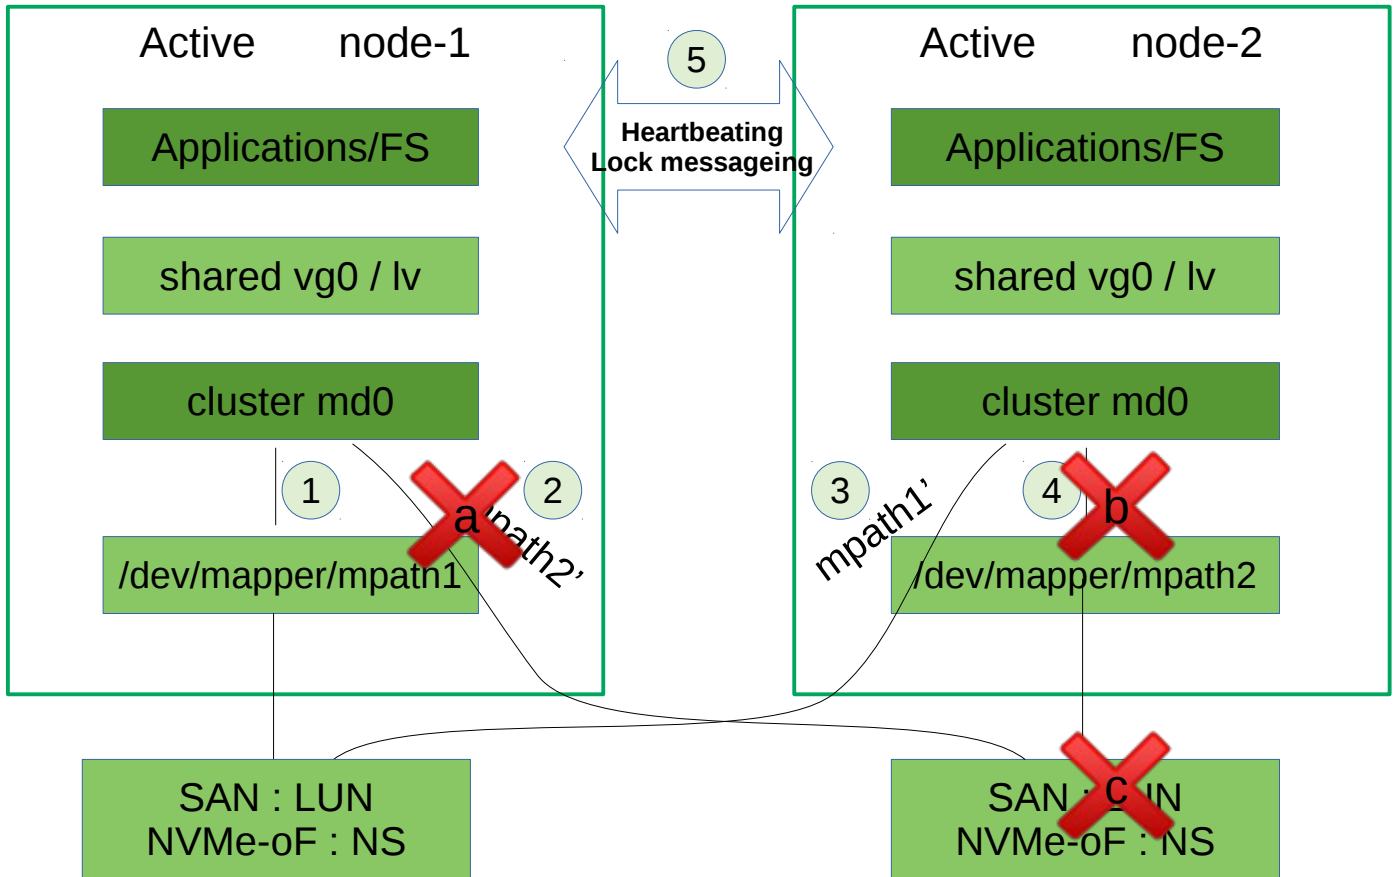 Active node-1
Applications/FS
shared vg0 / lv
cluster md0
1
a
2
path2’
/dev/mapper/mpath1
SAN : LUN
NVMe-oF : NS
5
Heartbeating
Lock messageing
Active node-2
Applications/FS
shared vg0 / lv
cluster md0
3
mpath1’
4
b
/dev/mapper/mpath2
SAN :
c
NVMe-oF : NS